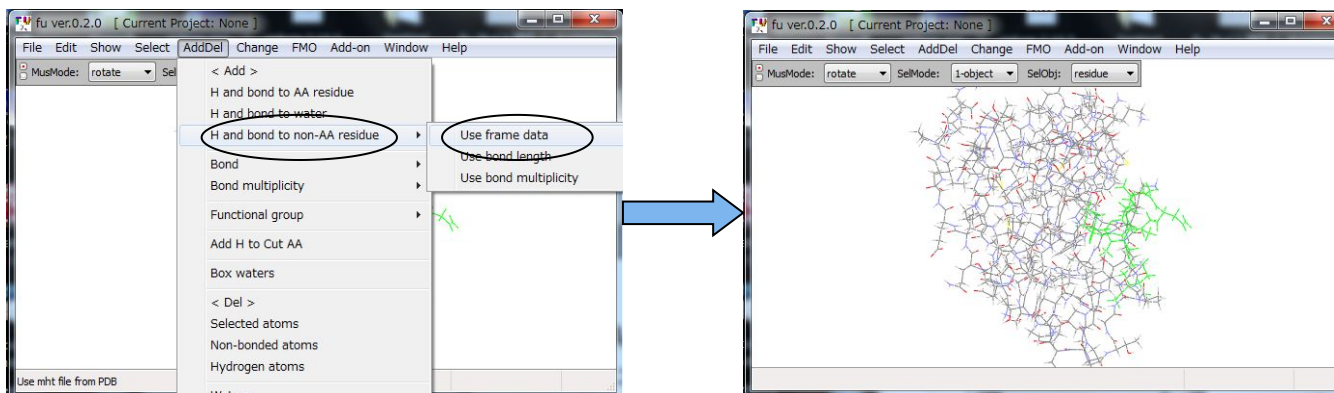 fu ver.0.2.0 [ Current Project: None ]
File Edit Show Select AddDel Change FMO Add-on Window Help
MusMode: rotate Sel
< Add >
H and bond to AA residue
H and bond to water
H and bond to non-AA residue
Use frame data
Use bond length
Use bond multiplicity
Bond
Bond multiplicity
Functional group
Add H to Cut AA
Box waters
< Del >
Selected atoms
Non-bonded atoms
Hydrogen atoms
Use mht file from PDB
fu ver.0.2.0 [ Current Project: None ]
File Edit Show Select AddDel Change FMO Add-on Window Help
MusMode: rotate SelMode: 1-object SelObj: residue